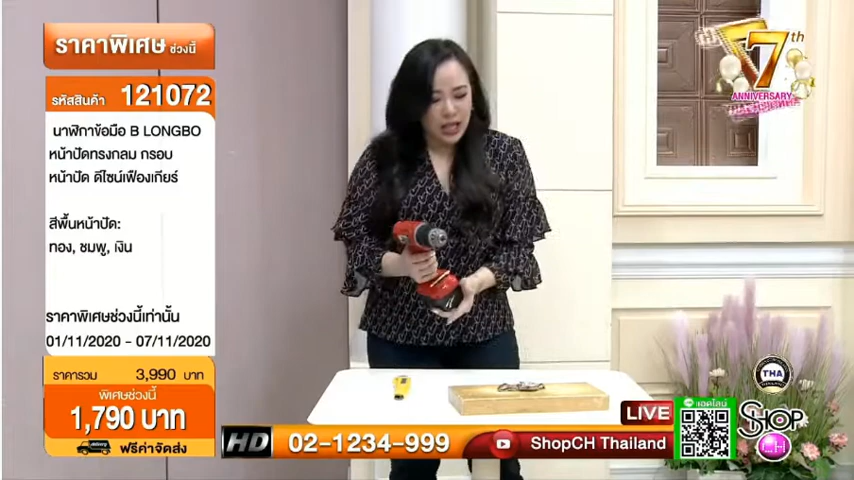 ราคาพิเศษ ช่วงนี้
รหัสสินค้า 121072
นาฬิกาข้อมือ B LONGBO
หน้าปัดทรงกลม กรอบ
หน้าปัด ดีไซน์เฟืองเกียร์
สีพื้นหน้าปัด:
ทอง, ชมพู, เงิน
ราคาพิเศษช่วงนี้เท่านั้น
01/11/2020 - 07/11/2020
ราคารวม 3,990 บาท
พิเศษช่วงนี้
1,790 บาท
ฟรีค่าจัดส่ง
7th
ANNIVERSARY
HD 02-1234-999
LIVE
ShopCH Thailand
แอดไลน์
THA
SHOP
CH